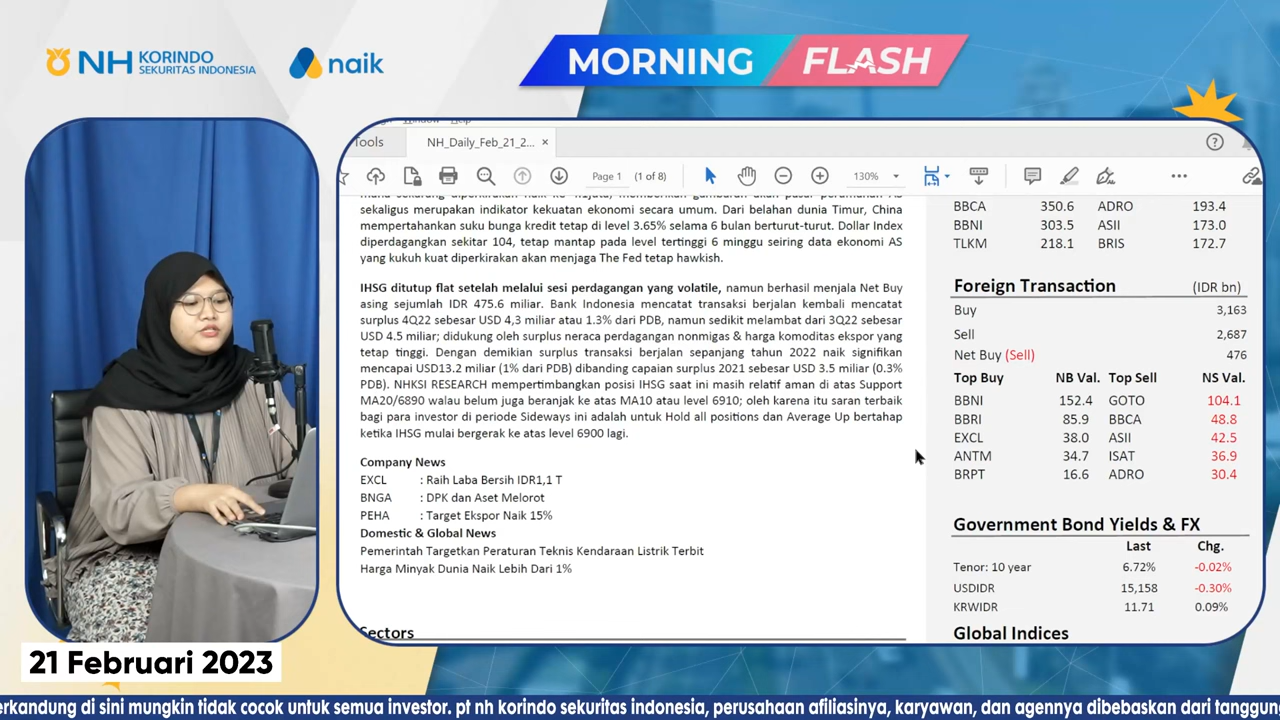 NH KORINDO
SEKURITAS INDONESIA
naik
MORNING FLASH
Tools
NH_Daily_Feb_21_2... ×
Page 1 (1 of 8)
130%
sekaligus merupakan indikator kekuatan ekonomi secara umum. Dari belahan dunia Timur, China
mempertahankan suku bunga kredit tetap di level 3.65% selama 6 bulan berturut-turut. Dollar Index
diperdagangkan sekitar 104, tetap mantap pada level tertinggi 6 minggu seiring data ekonomi AS
yang kukuh kuat diperkirakan akan menjaga The Fed tetap hawkish.
IHSG ditutup flat setelah melalui sesi perdagangan yang volatile, namun berhasil menjala Net Buy
asing sejumlah IDR 475.6 miliar. Bank Indonesia mencatat transaksi berjalan kembali mencatat
surplus 4Q22 sebesar USD 4,3 miliar atau 1.3% dari PDB, namun sedikit melambat dari 3Q22 sebesar
USD 4.5 miliar; didukung oleh surplus neraca perdagangan nonmigas & harga komoditas ekspor yang
tetap tinggi. Dengan demikian surplus transaksi berjalan sepanjang tahun 2022 naik signifikan
mencapai USD13.2 miliar (1% dari PDB) dibanding capaian surplus 2021 sebesar USD 3.5 miliar (0.3%
PDB). NHKSI RESEARCH mempertimbangkan posisi IHSG saat ini masih relatif aman di atas Support
MA20/6890 walau belum juga beranjak ke atas MA10 atau level 6910; oleh karena itu saran terbaik
bagi para investor di periode Sideways ini adalah untuk Hold all positions dan Average Up bertahap
ketika IHSG mulai bergerak ke atas level 6900 lagi.
Company News
EXCL : Raih Laba Bersih IDR1,1 T
BNGA : DPK dan Aset Melorot
PEHA : Target Ekspor Naik 15%
Domestic & Global News
Pemerintah Targetkan Peraturan Teknis Kendaraan Listrik Terbit
Harga Minyak Dunia Naik Lebih Dari 1%
Sectors
BBCA 350.6 ADRO 193.4
BBNI 303.5 ASII 173.0
TLKM 218.1 BRIS 172.7
Foreign Transaction (IDR bn)
Buy 3,163
Sell 2,687
Net Buy (Sell) 476
Top Buy NB Val. Top Sell NS Val.
BBNI 152.4 GOTO 104.1
BBRI 85.9 BBCA 48.8
EXCL 38.0 ASII 42.5
ANTM 34.7 ISAT 36.9
BRPT 16.6 ADRO 30.4
Government Bond Yields & FX
Last Chg.
Tenor: 10 year 6.72% -0.02%
USDIDR 15,158 -0.30%
KRWIDR 11.71 0.09%
Global Indices
21 Februari 2023
erkandung di sini mungkin tidak cocok untuk semua investor. pt nh korindo sekuritas indonesia, perusahaan afiliasinya, karyawan, dan agennya dibebaskan dari tanggung